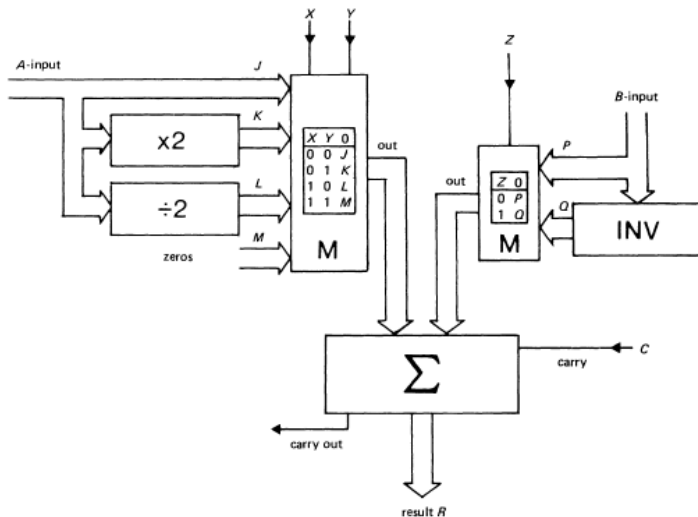 X Y
Z
A-input J
B-input
K
P
x2
X Y 0
0 0 J
0 1 K
1 0 L
1 1 M
out
out
Z 0
0 P
1 Q
L
Q
÷2
INV
M
M
M
zeros
Σ
carry
C
carry out
result R